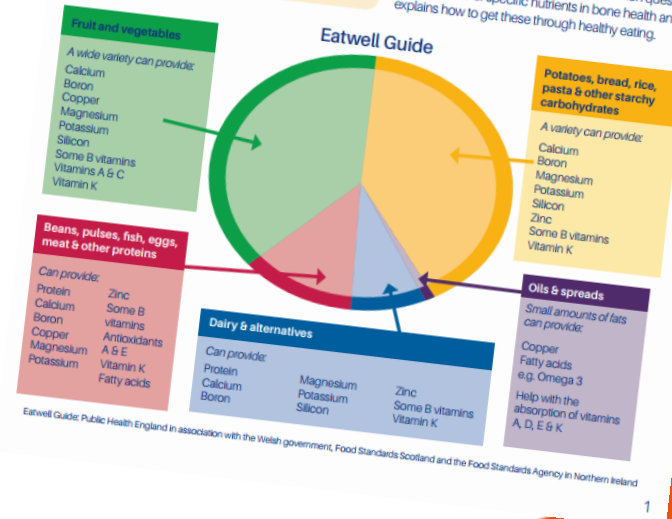 specific nutrients in bone health an
explains how to get these through healthy eating.
Eatwell Guide
Fruit and vegetables
A wide variety can provide:
Calcium
Boron
Copper
Magnesium
Potassium
Silicon
Some B vitamins
Vitamins A & C
Vitamin K
Potatoes, bread, rice,
pasta & other starchy
carbohydrates
A variety can provide:
Calcium
Boron
Magnesium
Potassium
Silicon
Zinc
Some B vitamins
Vitamin K
Beans, pulses, fish, eggs,
meat & other proteins
Can provide:
Protein
Calcium
Boron
Copper
Magnesium
Potassium
Zinc
Some B
vitamins
Antioxidants
A & E
Vitamin K
Fatty acids
Dairy & alternatives
Can provide:
Protein
Calcium
Boron
Magnesium
Potassium
Silicon
Zinc
Some B vitamins
Vitamin K
Oils & spreads
Small amounts of fats
can provide:
Copper
Fatty acids
e.g. Omega 3
Help with the
absorption of vitamins
A, D, E & K
Eatwell Guide: Public Health England in association with the Welsh government, Food Standards Scotland and the Food Standards Agency in Northern Ireland
1